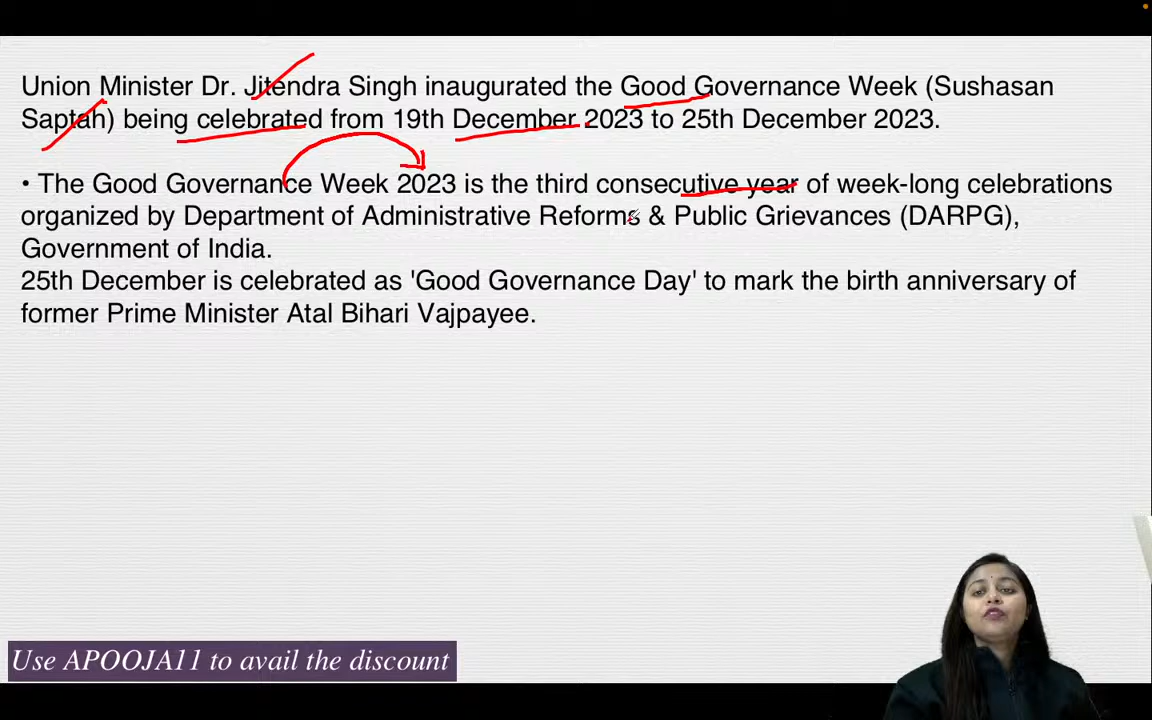 Union Minister Dr. Jitendra Singh inaugurated the Good Governance Week (Sushasan
Saptah) being celebrated from 19th December 2023 to 25th December 2023.
• The Good Governance Week 2023 is the third consecutive year of week-long celebrations
organized by Department of Administrative Reforms & Public Grievances (DARPG),
Government of India.
25th December is celebrated as 'Good Governance Day' to mark the birth anniversary of
former Prime Minister Atal Bihari Vajpayee.
Use APOOJA11 to avail the discount